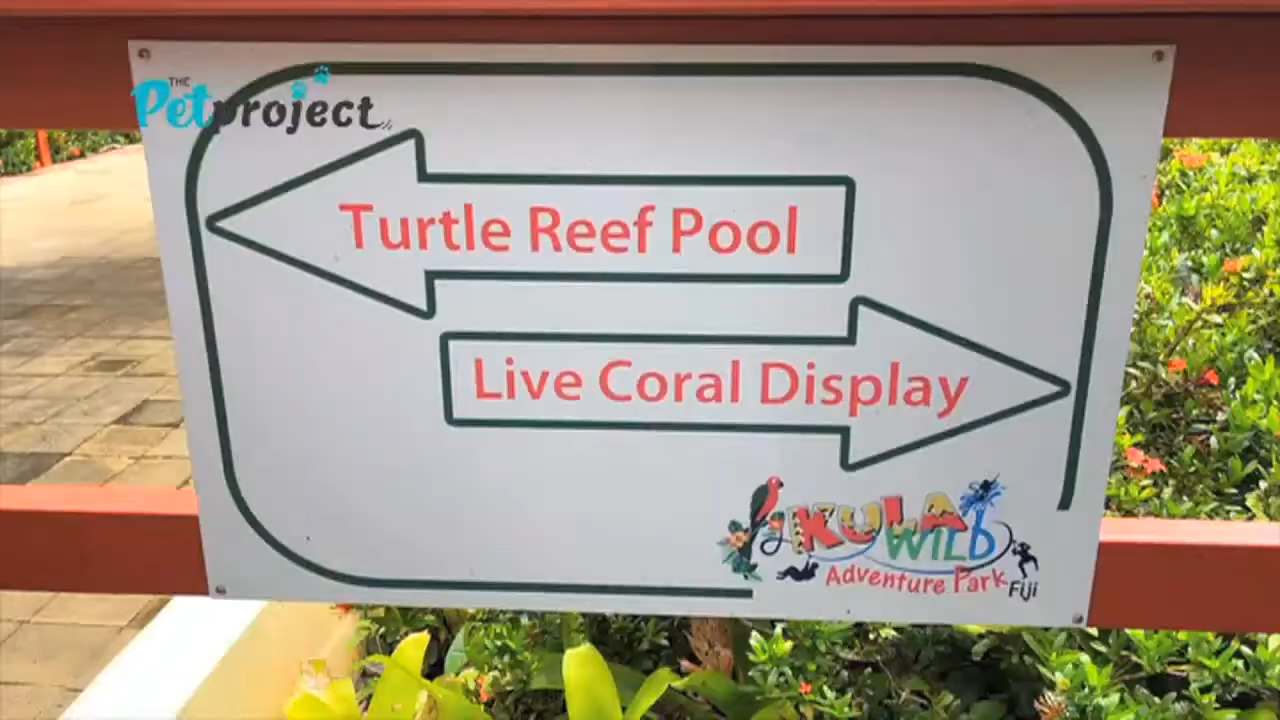 THE
Petproject
Turtle Reef Pool
Live Coral Display
KULA
WILD
Adventure Park
Fiji